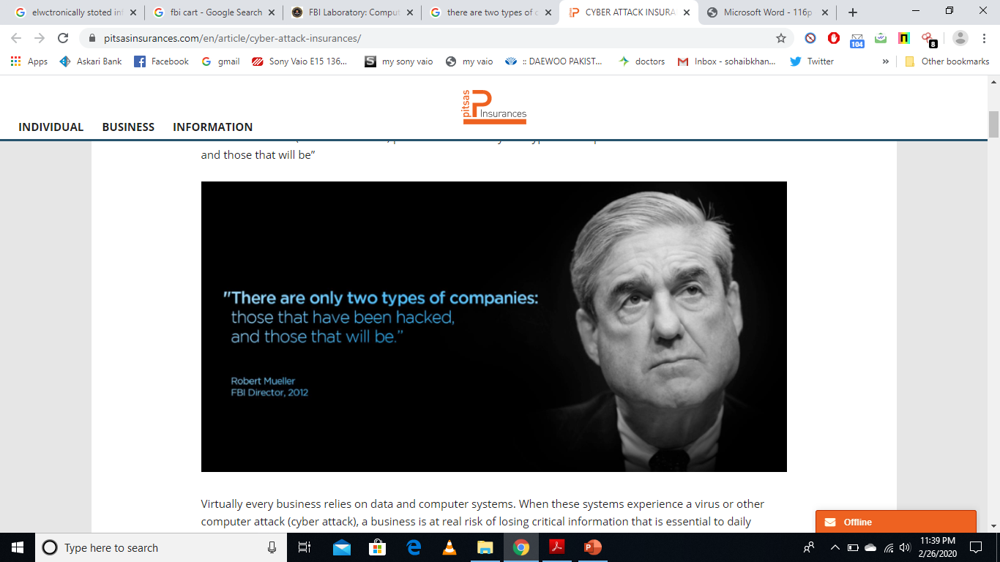 elwctronically stoted inf
fbi cart - Google Search
FBI Laboratory: Comput
there are two types of c
CYBER ATTACK INSURA
Microsoft Word - 116p
pitsasinsurances.com/en/article/cyber-attack-insurances/
104
8
Apps
Askari Bank
Facebook
gmail
Sony Vaio E15 136...
my sony vaio
my vaio
:: DAEWOO PAKIST...
doctors
Inbox - sohaibkhan...
Twitter
»
Other bookmarks
pitsas
Insurances
INDIVIDUAL BUSINESS INFORMATION
and those that will be”
"There are only two types of companies:
those that have been hacked,
and those that will be.”
Robert Mueller
FBI Director, 2012
Virtually every business relies on data and computer systems. When these systems experience a virus or other
computer attack (cyber attack), a business is at real risk of losing critical information that is essential to daily
Offline
Type here to search
11:39 PM
2/26/2020